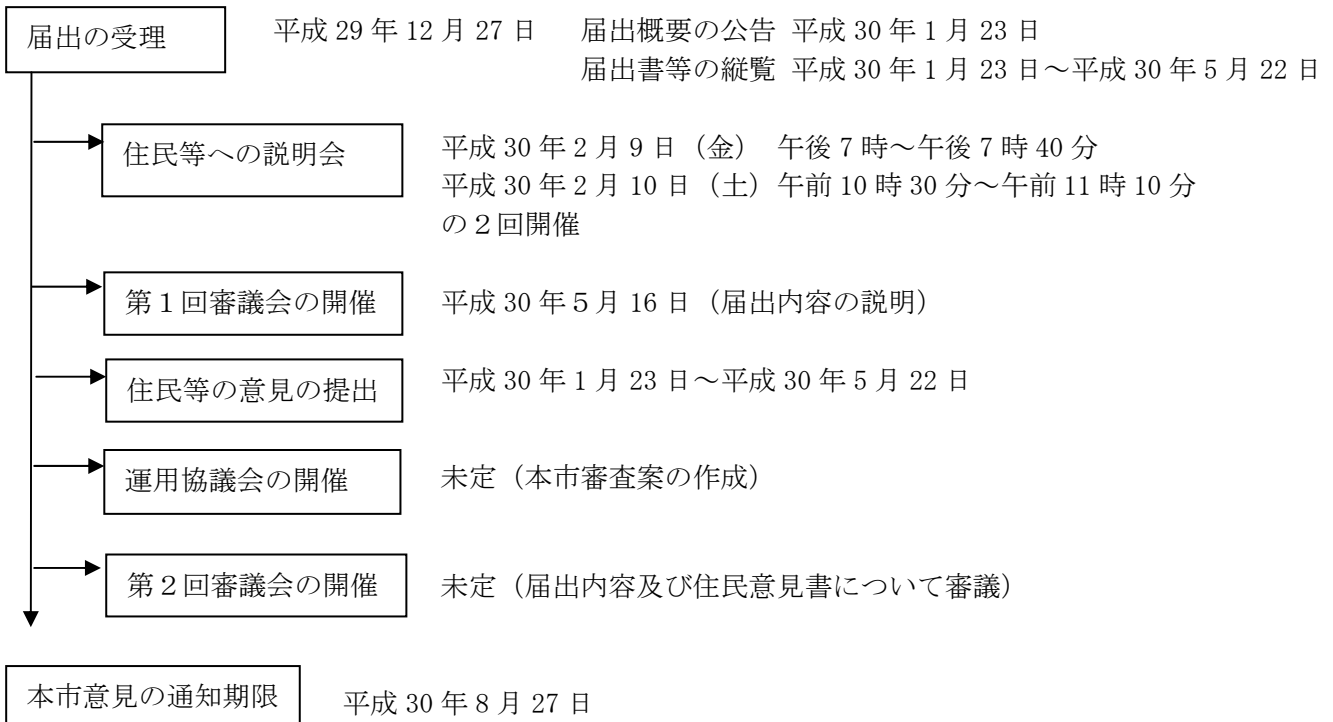 届出の受理 平成 29 年 12 月 27 日 届出概要の公告 平成 30 年 1 月 23 日
届出書等の縦覧 平成 30 年 1 月 23 日～平成 30 年 5 月 22 日
住民等への説明会 平成 30 年 2 月 9 日（金） 午後 7 時～午後 7 時 40 分
平成 30 年 2 月 10 日（土）午前 10 時 30 分～午前 11 時 10 分
の２回開催
第１回審議会の開催 平成 30 年５月 16 日（届出内容の説明）
住民等の意見の提出 平成 30 年 1 月 23 日～平成 30 年 5 月 22 日
運用協議会の開催 未定（本市審査案の作成）
第２回審議会の開催 未定（届出内容及び住民意見書について審議）
本市意見の通知期限 平成 30 年 8 月 27 日